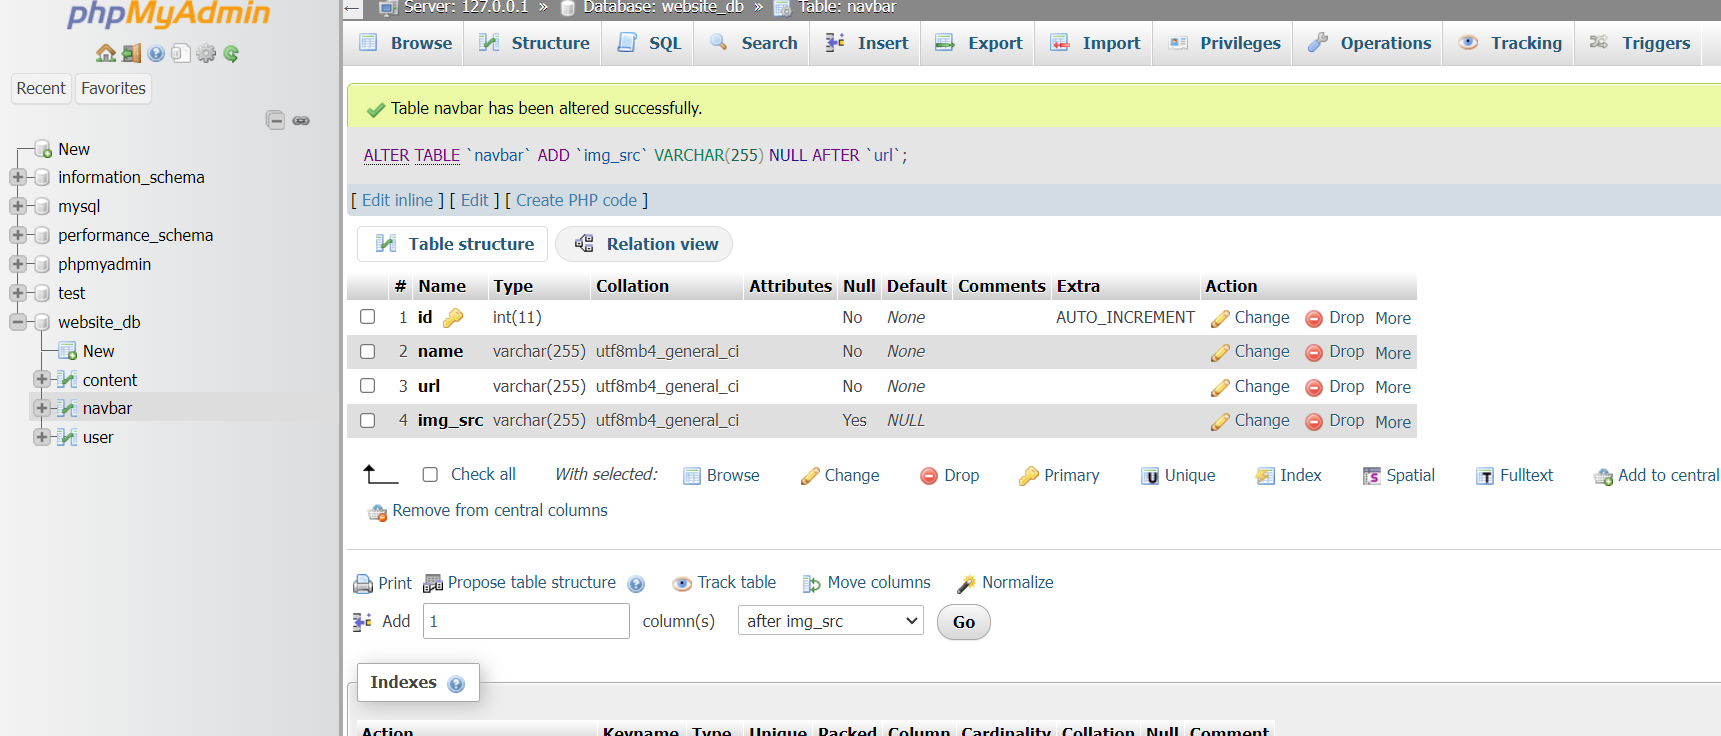 phpMyAdmin
Recent Favorites
New
information_schema
mysql
performance_schema
phpmyadmin
test
website_db
New
content
navbar
user
Server: 127.0.0.1 » Database: website_db » Table: navbar
Browse Structure SQL Search Insert Export Import Privileges Operations Tracking Triggers
Table navbar has been altered successfully.
ALTER TABLE `navbar` ADD `img_src` VARCHAR(255) NULL AFTER `url`;
[ Edit inline ] [ Edit ] [ Create PHP code ]
Table structure Relation view
# Name Type Collation Attributes Null Default Comments Extra Action
1 id int(11) No None AUTO_INCREMENT Change Drop More
2 name varchar(255) utf8mb4_general_ci No None Change Drop More
3 url varchar(255) utf8mb4_general_ci No None Change Drop More
4 img_src varchar(255) utf8mb4_general_ci Yes NULL Change Drop More
Check all With selected: Browse Change Drop Primary Unique Index Spatial Fulltext Add to central
Remove from central columns
Print Propose table structure Track table Move columns Normalize
Add 1 column(s) after img_src Go
Indexes
Action Keyname Type Unique Packed Column Cardinality Collation Null Comment